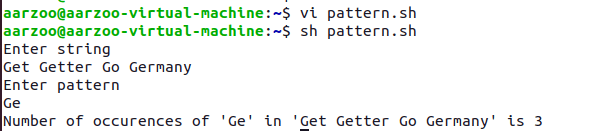 aarzoo@aarzoo-virtual-machine:~$ vi pattern.sh
aarzoo@aarzoo-virtual-machine:~$ sh pattern.sh
Enter string
Get Getter Go Germany
Enter pattern
Ge
Number of occurences of 'Ge' in 'Get Getter Go Germany' is 3